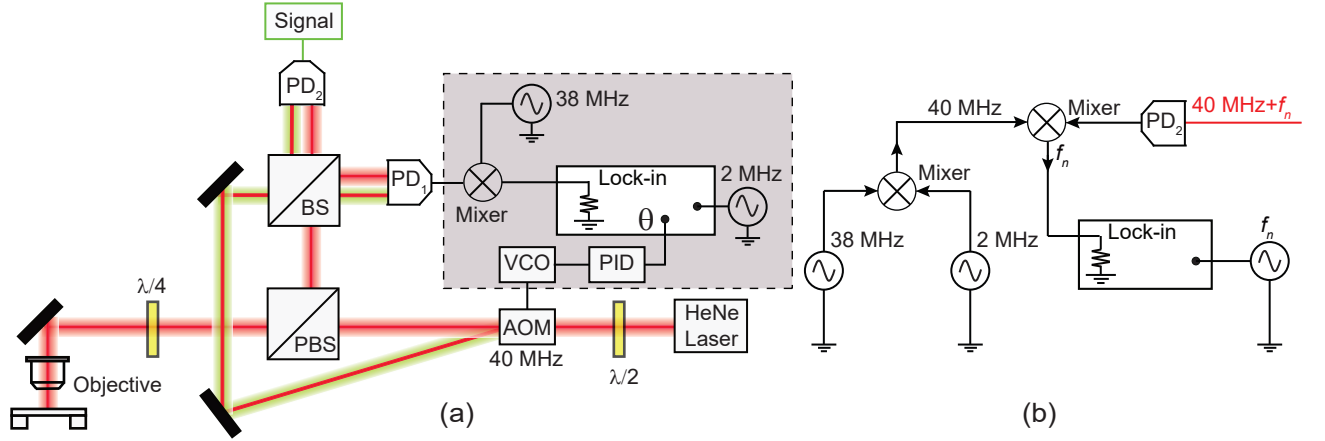 Signal
PD2
38 MHz
BS
PD1
Mixer
Lock-in
2 MHz
θ
VCO
PID
λ/4
PBS
AOM
40 MHz
λ/2
HeNe
Laser
Objective
(a)
40 MHz
Mixer
PD2
40 MHz+fn
fn
Mixer
38 MHz
2 MHz
Lock-in
fn
(b)